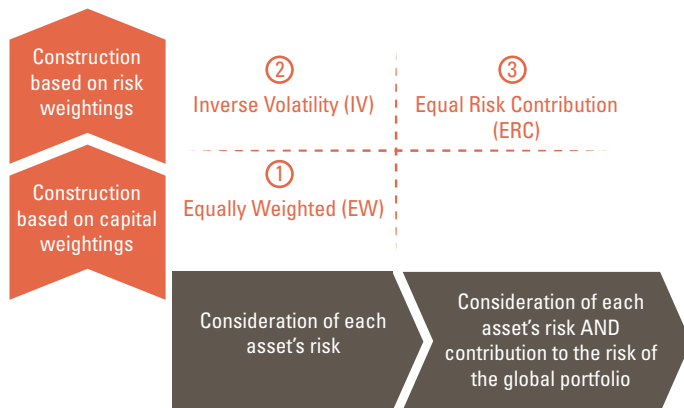 Construction
based on risk
weightings
2
Inverse Volatility (IV)
3
Equal Risk Contribution
(ERC)
Construction
based on capital
weightings
1
Equally Weighted (EW)
Consideration of each
asset’s risk
Consideration of each
asset’s risk AND
contribution to the risk of
the global portfolio